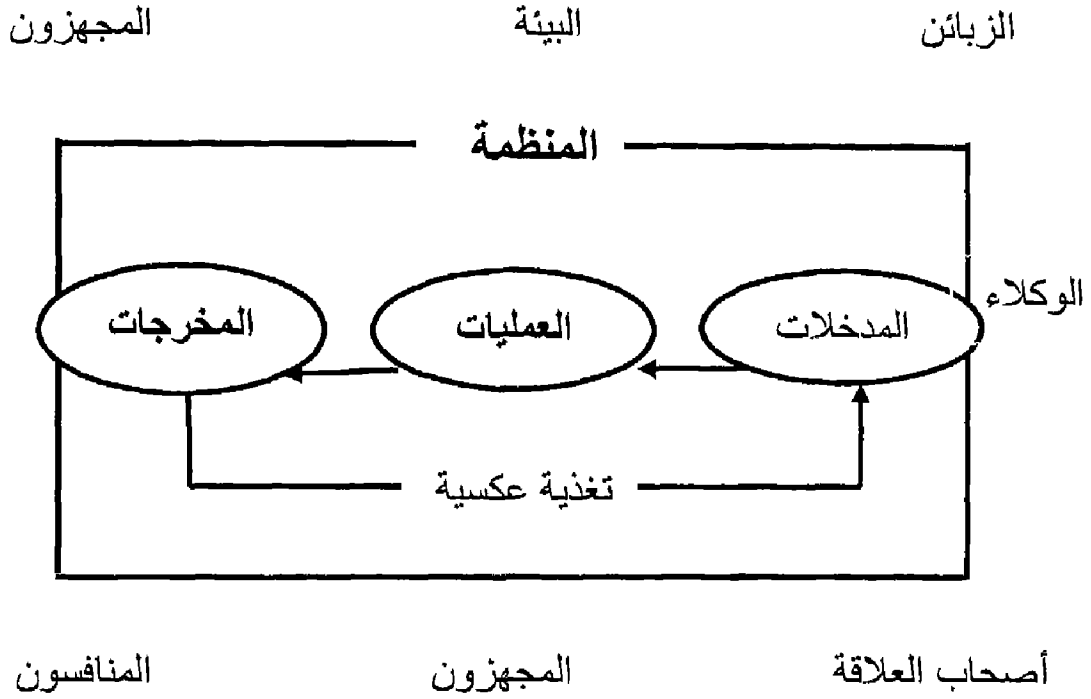 الزبائن البيئة المجهزون
المنظمة
الوكلاء
المدخلات العمليات المخرجات
تغذية عكسية
أصحاب العلاقة المجهزون المنافسون